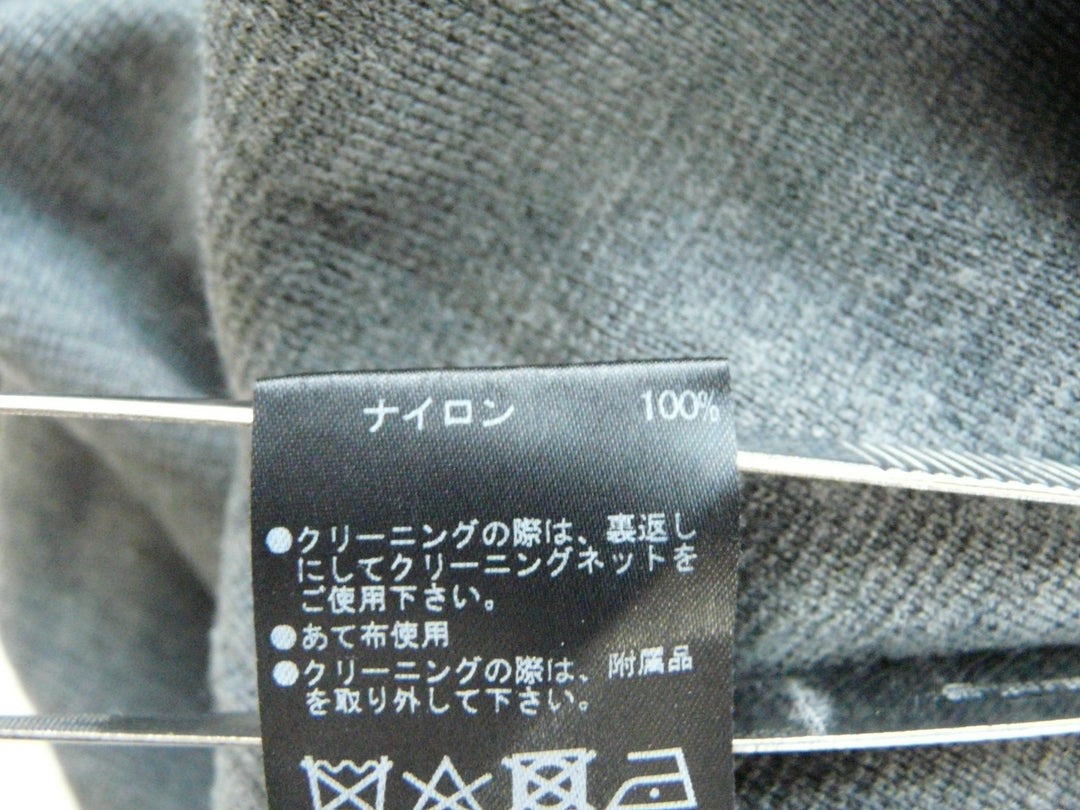 ナイロン 100%
●クリーニングの際は、裏返し
にしてクリーニングネットを
ご使用下さい。
●あて布使用
●クリーニングの際は、附属品
を取り外して下さい。